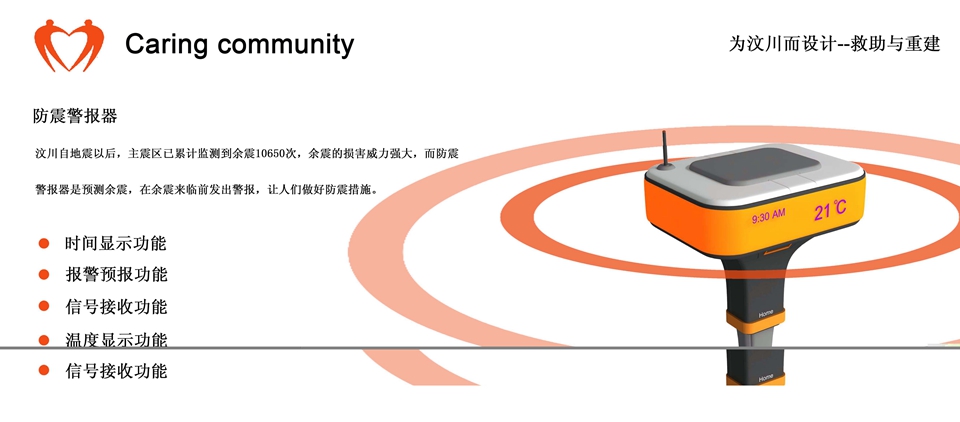 Caring community
为汶川而设计--救助与重建
防震警报器
汶川自地震以后，主震区已累计监测到余震10650次，余震的损害威力强大，而防震
警报器是预测余震，在余震来临前发出警报，让人们做好防震措施。
9:30 AM
21℃
时间显示功能
报警预报功能
信号接收功能
Home
温度显示功能
信号接收功能
Home